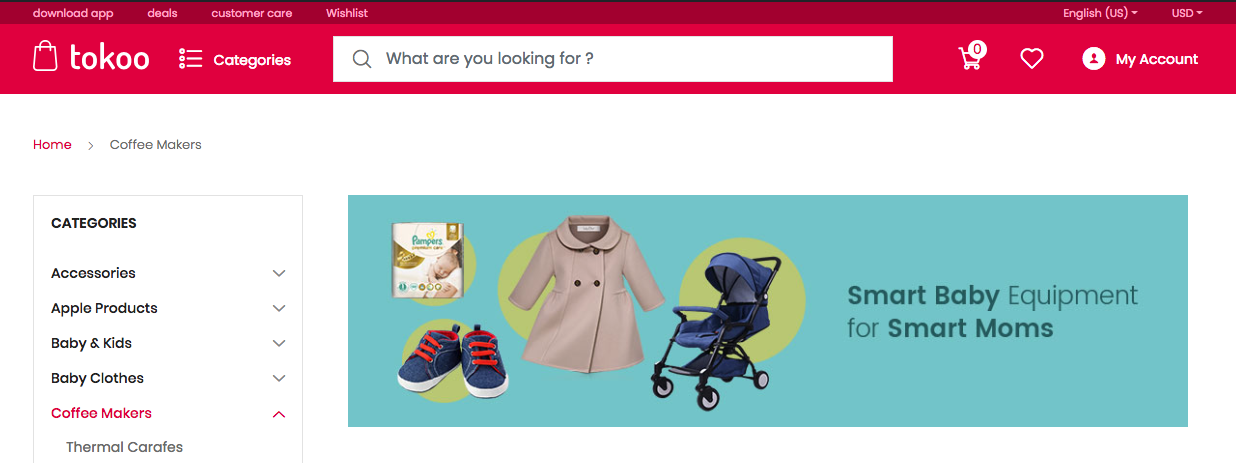 download app deals customer care Wishlist English (US) USD
tokoo Categories What are you looking for ? 0 My Account
Home Coffee Makers
CATEGORIES
Accessories
Apple Products
Baby & Kids
Baby Clothes
Coffee Makers
Thermal Carafes
Pampers
premium care
Smart Baby Equipment
for Smart Moms